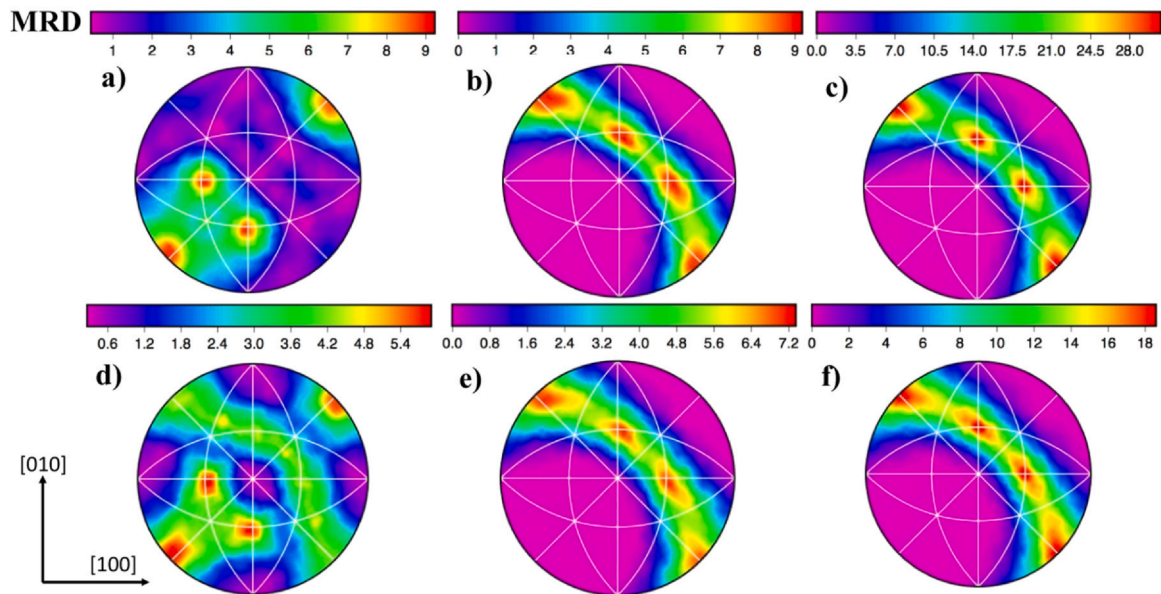 MRD
1 2 3 4 5 6 7 8 9
0 1 2 3 4 5 6 7 8 9
0.0 3.5 7.0 10.5 14.0 17.5 21.0 24.5 28.0
a)
b)
c)
0.6 1.2 1.8 2.4 3.0 3.6 4.2 4.8 5.4
0.0 0.8 1.6 2.4 3.2 4.0 4.8 5.6 6.4 7.2
0 2 4 6 8 10 12 14 16 18
d)
e)
f)
[010]
[100]